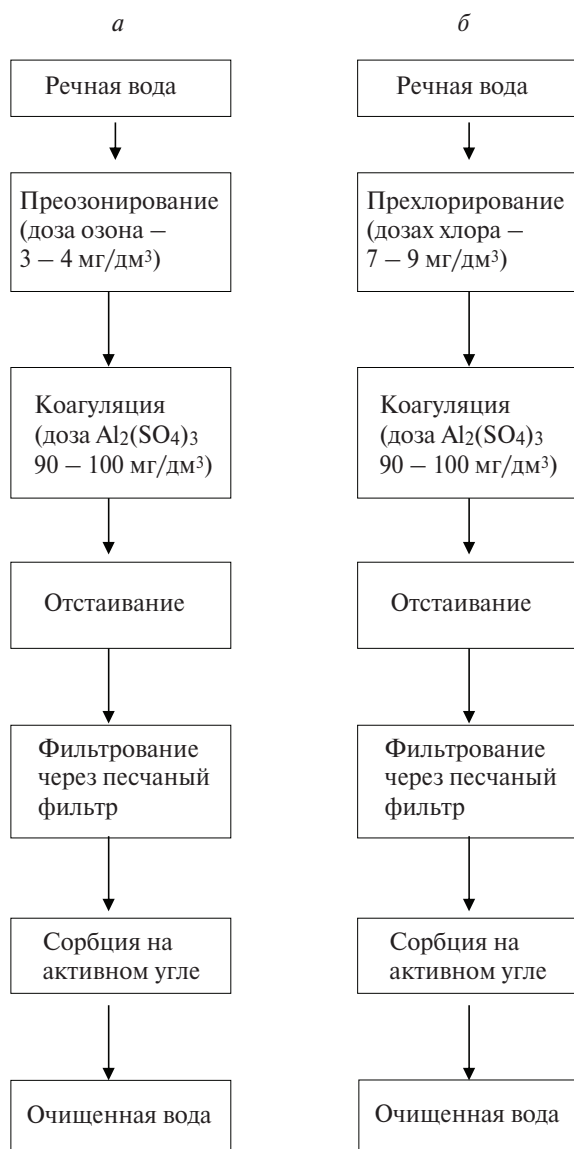 а
Речная вода
Преозонирование
(доза озона –
3 – 4 мг/дм³)
Коагуляция
(доза Al₂(SO₄)₃
90 – 100 мг/дм³)
Отстаивание
Фильтрование
через песчаный
фильтр
Сорбция на
активном угле
Очищенная вода
б
Речная вода
Прехлорирование
(дозах хлора –
7 – 9 мг/дм³)
Коагуляция
(доза Al₂(SO₄)₃
90 – 100 мг/дм³)
Отстаивание
Фильтрование
через песчаный
фильтр
Сорбция на
активном угле
Очищенная вода